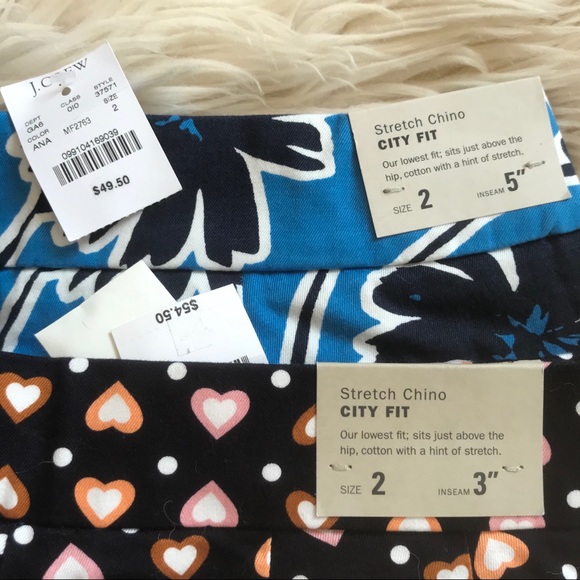 J.CREW
DEPT CLASS STYLE
GA6 OIO 37571
COLOR SIZE
ANA MF2763 2
099104169039
$49.50
Stretch Chino
CITY FIT
Our lowest fit; sits just above the
hip, cotton with a hint of stretch.
SIZE 2 INSEAM 5"
$54.50
Stretch Chino
CITY FIT
Our lowest fit; sits just above the
hip, cotton with a hint of stretch.
SIZE 2 INSEAM 3"